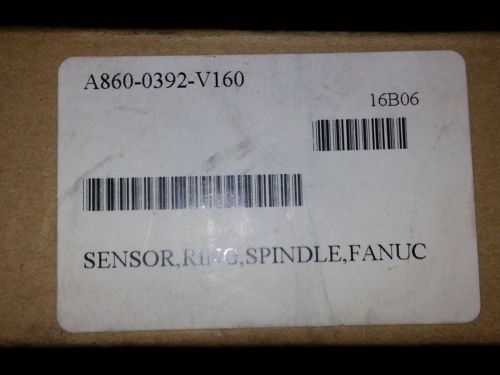 A860-0392-V160
16B06
SENSOR,RING,SPINDLE,FANUC